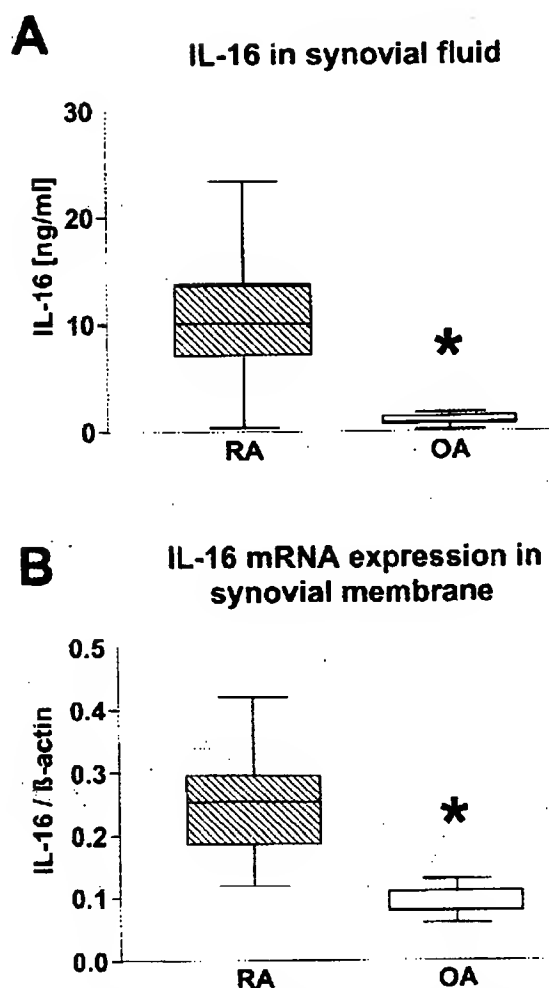 A
IL-16 in synovial fluid
30
20
10
0
IL-16 [ng/ml]
*
RA
OA
B
IL-16 mRNA expression in
synovial membrane
0.5
0.4
0.3
0.2
0.1
0.0
IL-16 / ß-actin
*
RA
OA